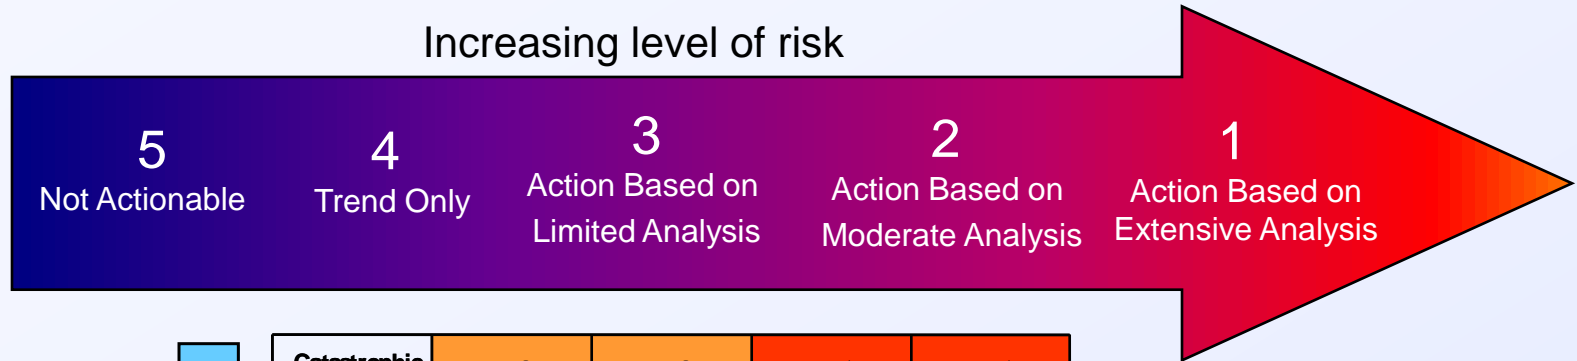 Increasing level of risk
5
Not Actionable
4
Trend Only
3
Action Based on
Limited Analysis
2
Action Based on
Moderate Analysis
1
Action Based on
Extensive Analysis
Catastrophic